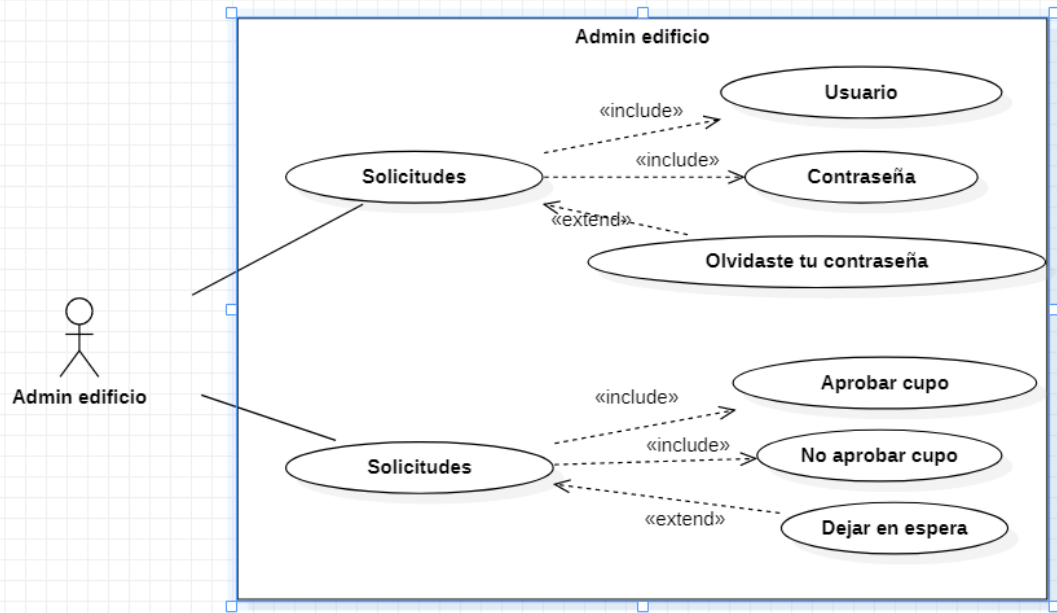 Admin edificio
Usuario
«include»
«include»
Solicitudes
Contraseña
«extend»
Olvidaste tu contraseña
Admin edificio
Aprobar cupo
«include»
«include»
No aprobar cupo
Solicitudes
«extend»
Dejar en espera